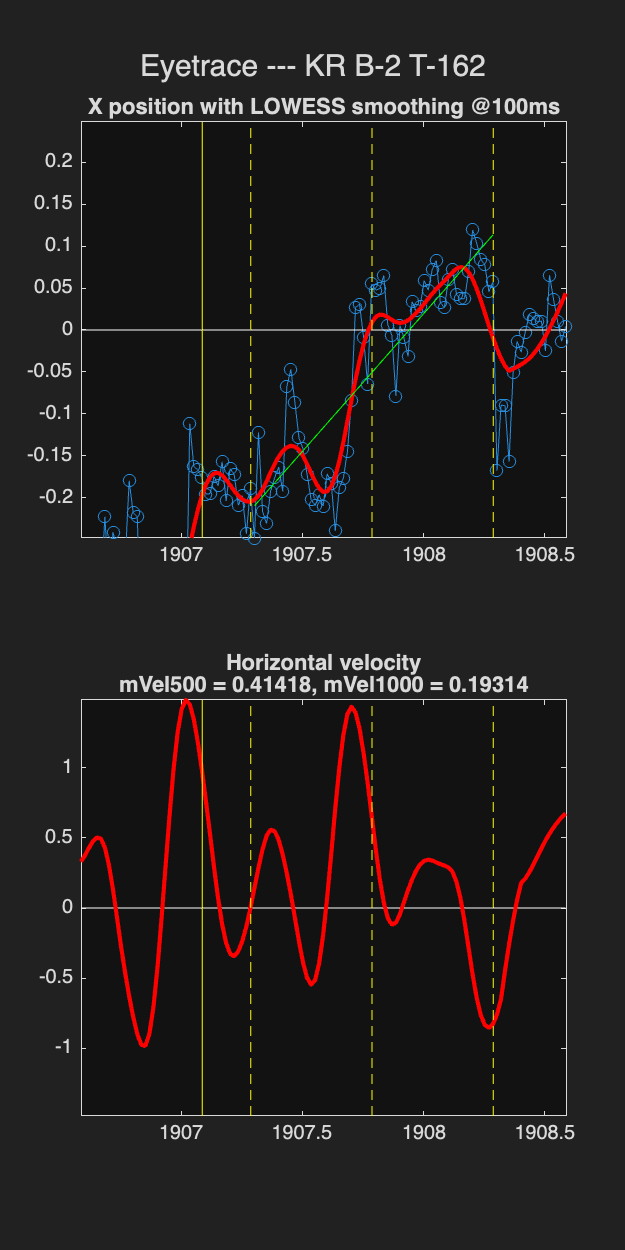 Eyetrace --- KR B-2 T-162
X position with LOWESS smoothing @100ms
0.2
0.15
0.1
0.05
0
-0.05
-0.1
-0.15
-0.2
1907 1907.5 1908 1908.5
Horizontal velocity
mVel500 = 0.41418, mVel1000 = 0.19314
1
0.5
0
-0.5
-1
1907 1907.5 1908 1908.5